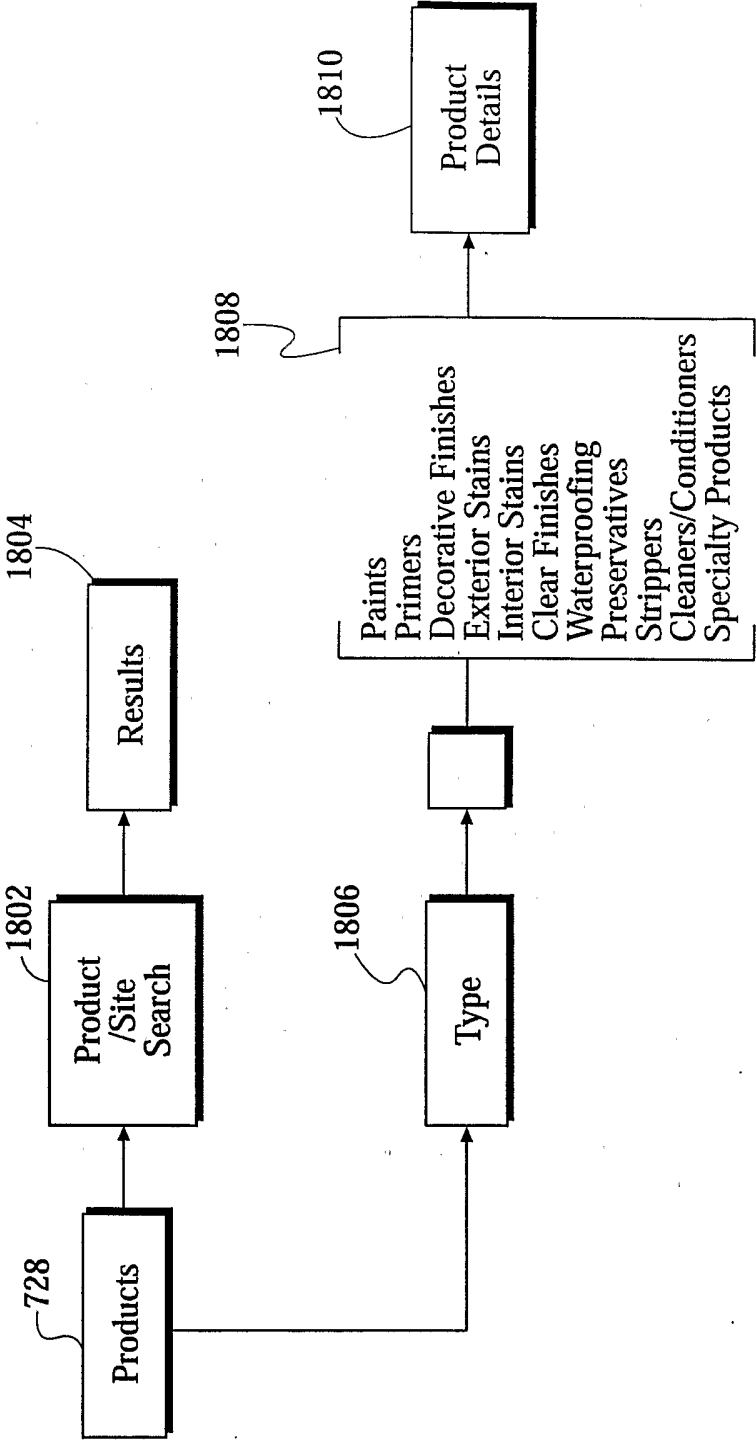 728
Products
1802
Product
/Site
Search
1804
Results
1806
Type
1808
Paints
Primers
Decorative Finishes
Exterior Stains
Interior Stains
Clear Finishes
Waterproofing
Preservatives
Strippers
Cleaners/Conditioners
Specialty Products
1810
Product
Details